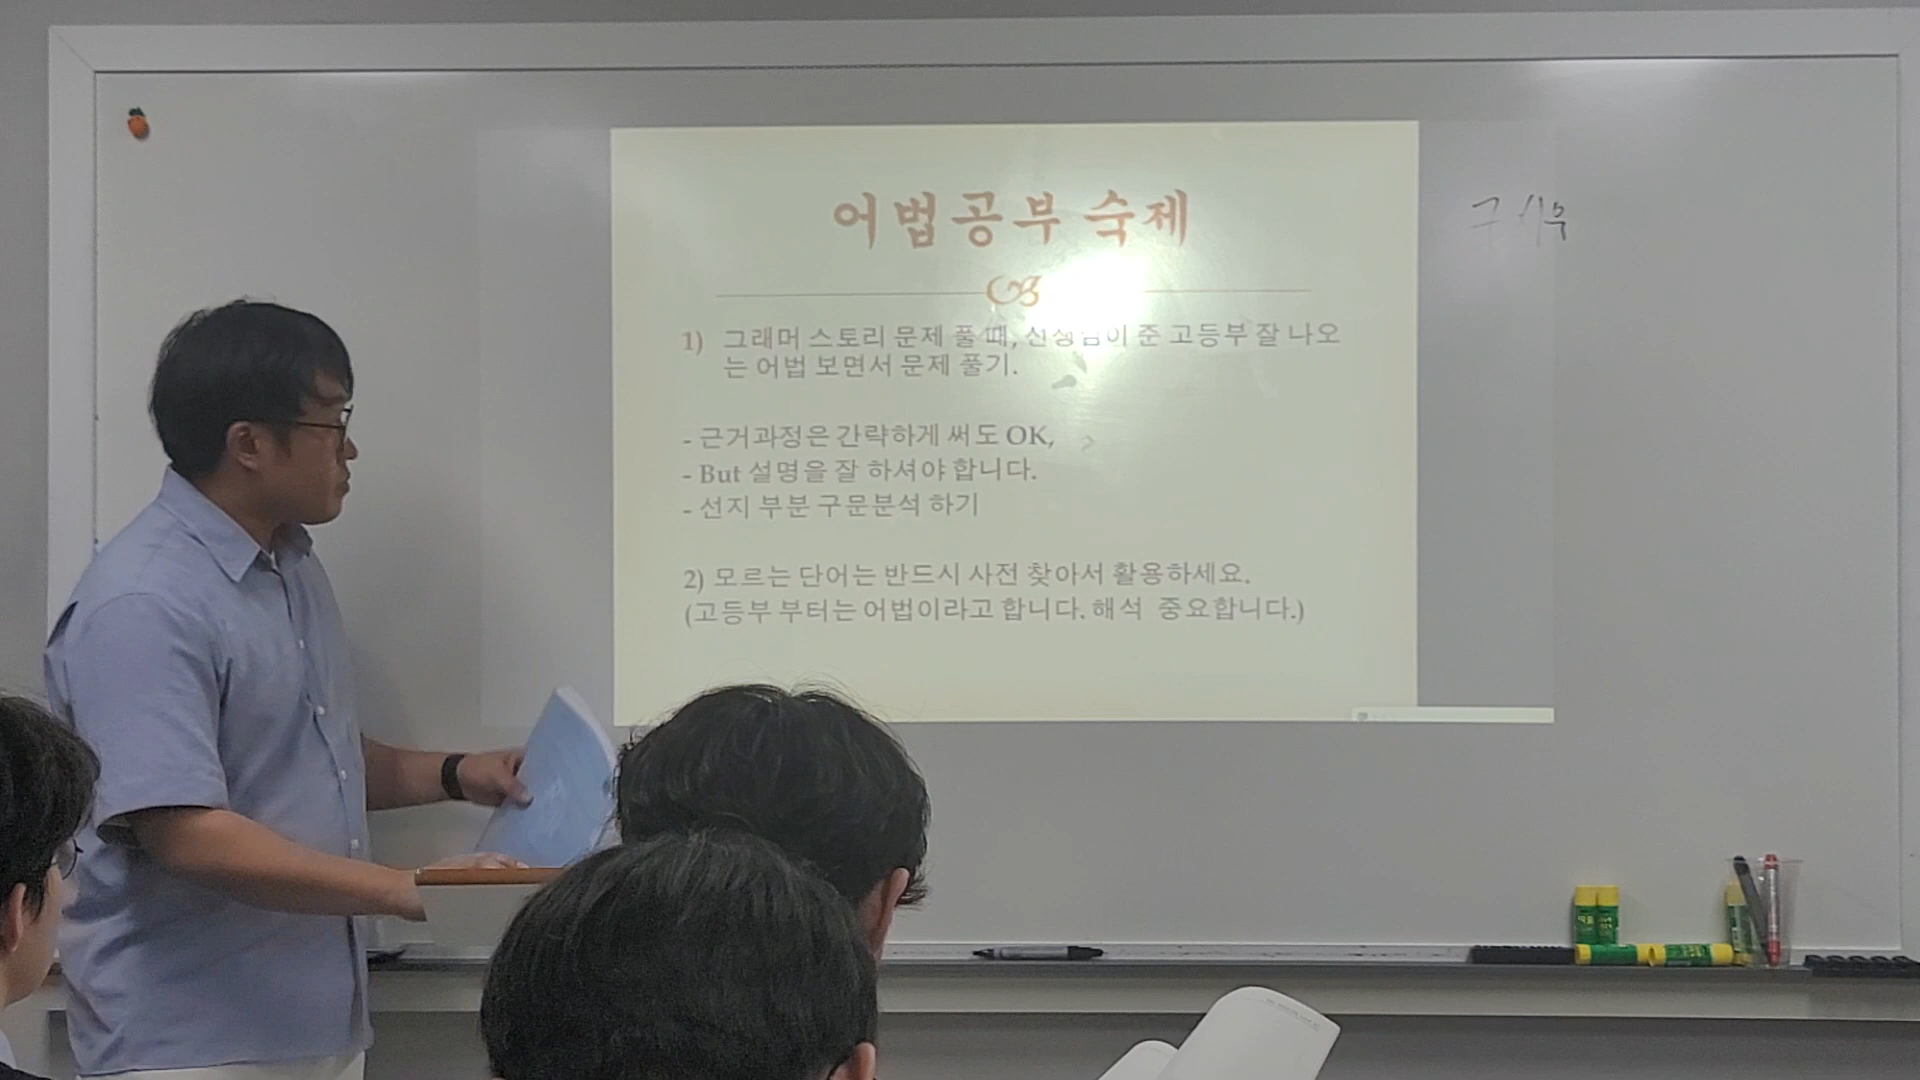 어법공부 숙제
1) 그래머 스토리 문제 풀 때, 선생님이 준 고등부 잘 나오
는 어법 보면서 문제 풀기.
- 근거과정은 간략하게 써도 OK,
- But 설명을 잘 하셔야 합니다.
- 선지 부분 구문분석 하기
2) 모르는 단어는 반드시 사전 찾아서 활용하세요.
(고등부 부터는 어법이라고 합니다. 해석 중요합니다.)